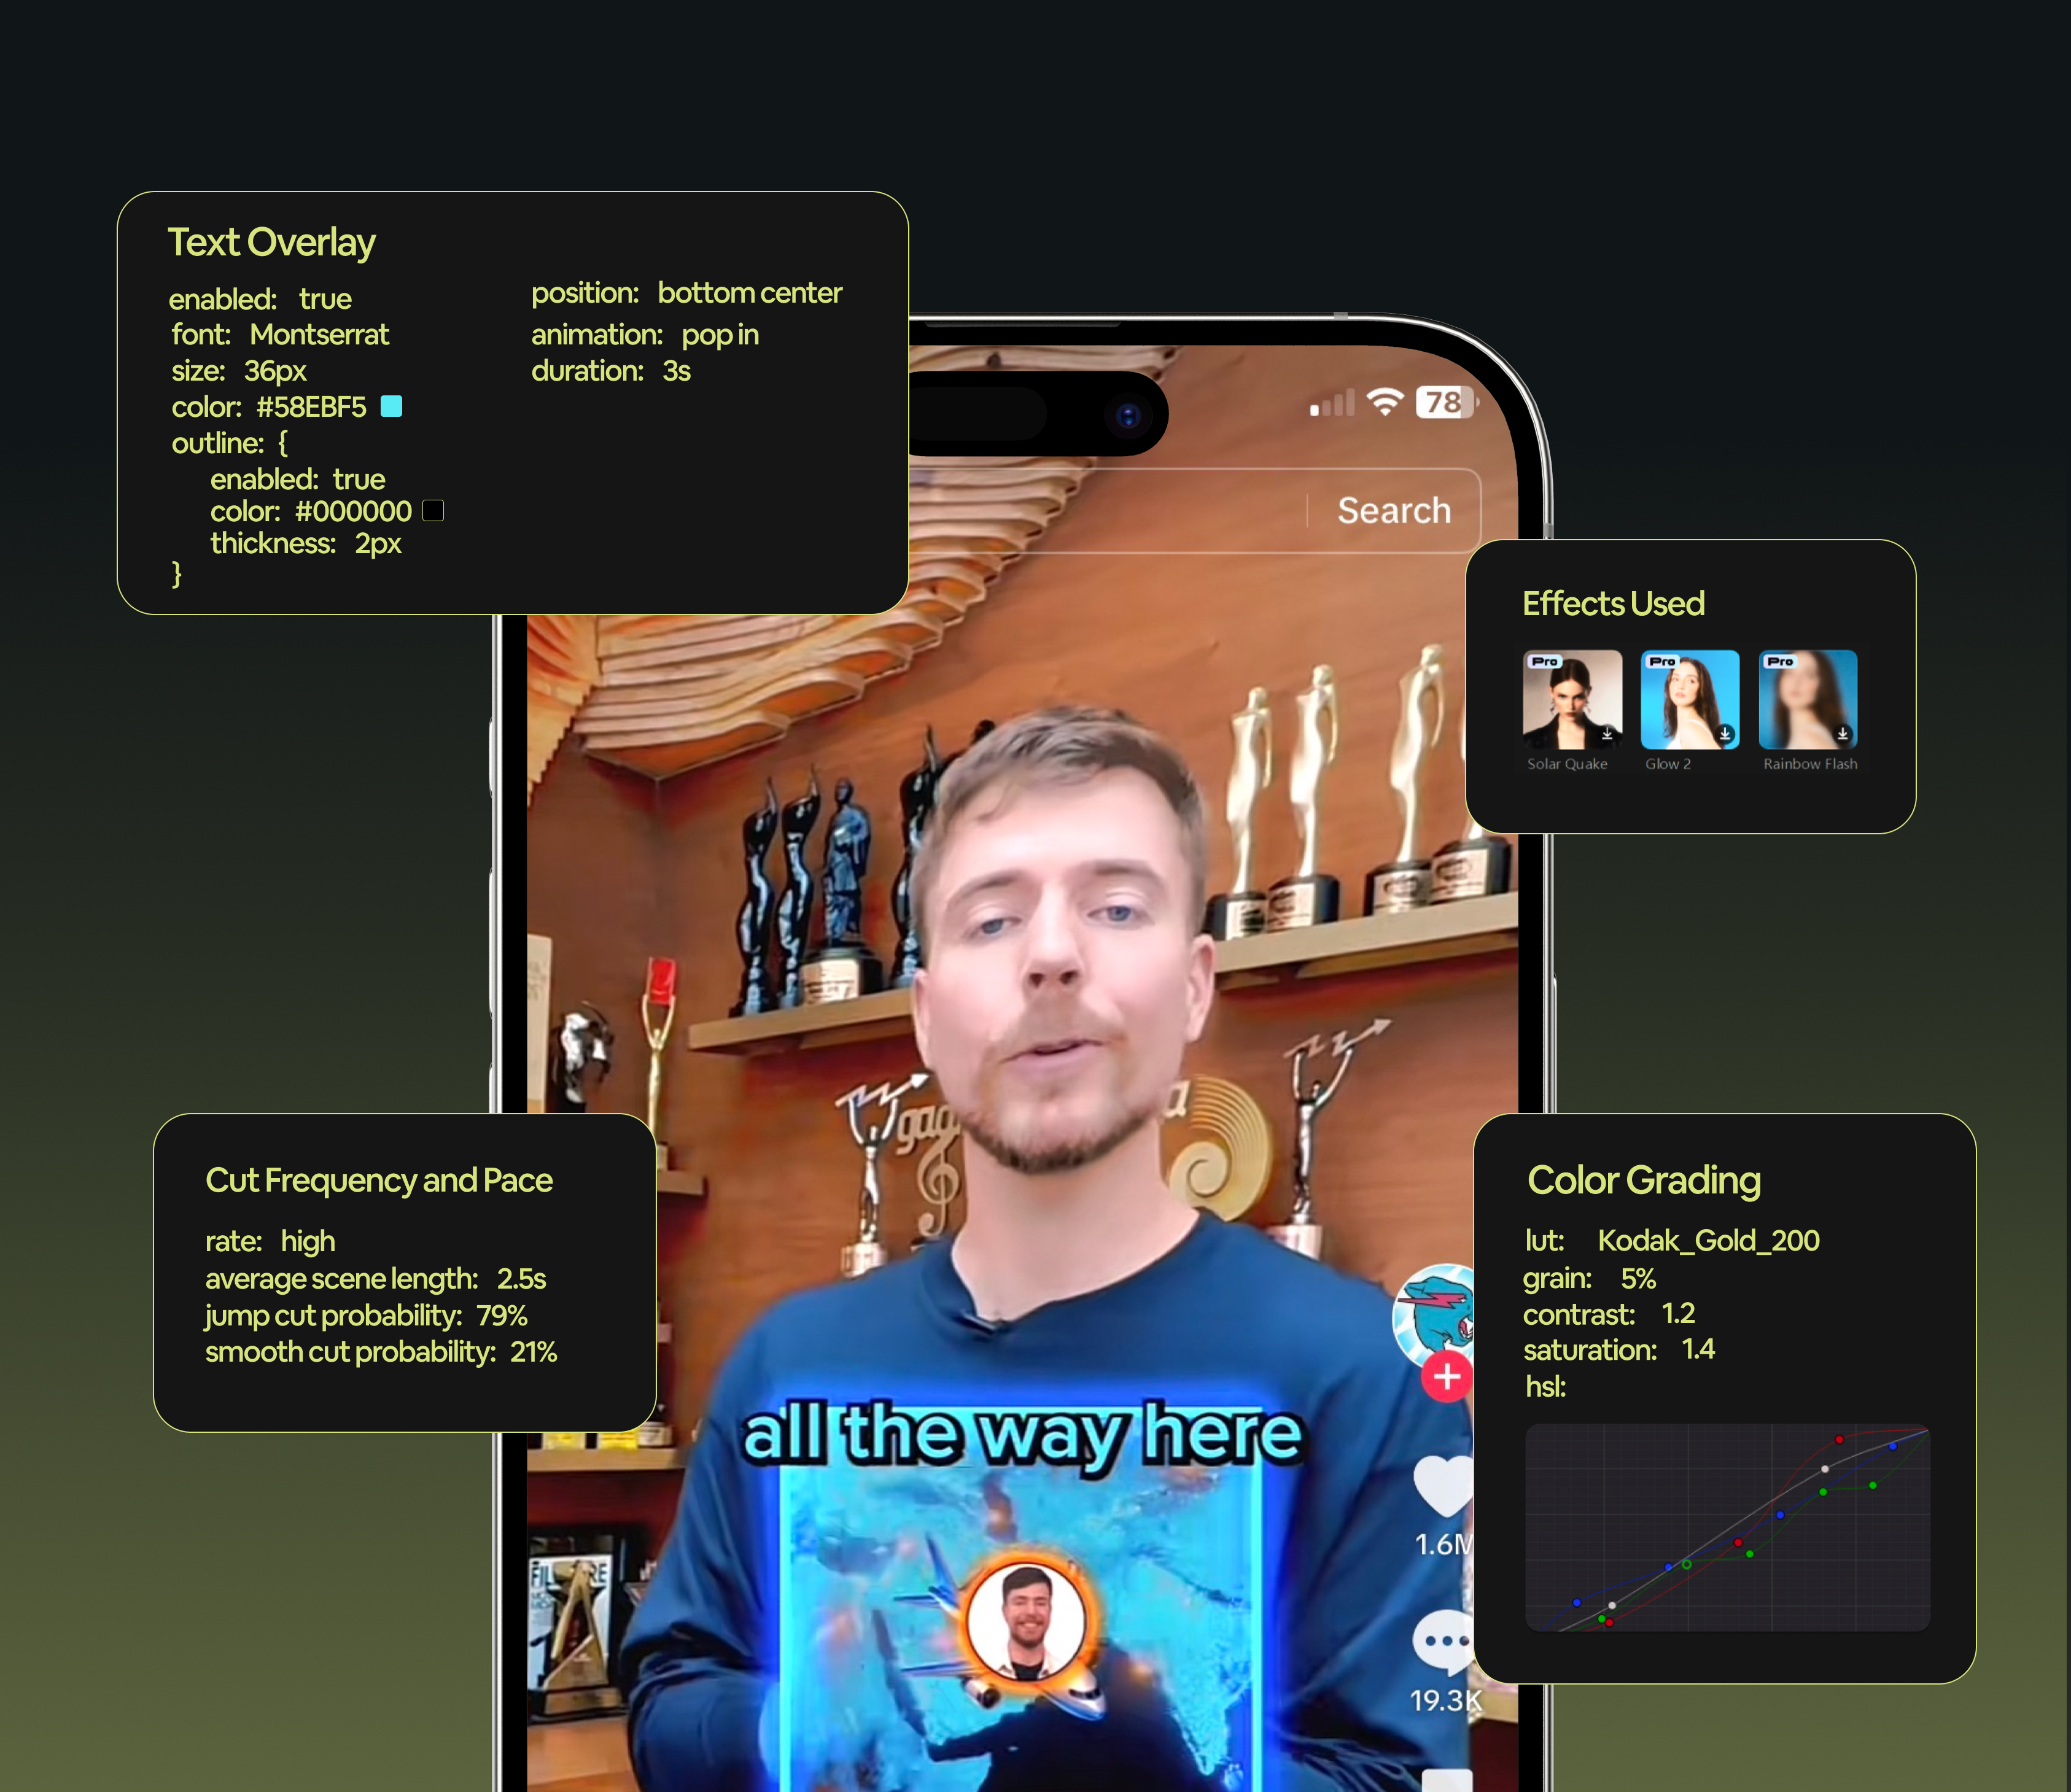 Text Overlay
enabled: true
font: Montserrat
size: 36px
color: #58EBF5
outline: {
enabled: true
color: #000000
thickness: 2px
}
position: bottom center
animation: pop in
duration: 3s
78
Search
Effects Used
Pro
Pro
Pro
Solar Quake
Glow 2
Rainbow Flash
Cut Frequency and Pace
rate: high
average scene length: 2.5s
jump cut probability: 79%
smooth cut probability: 21%
Color Grading
lut: Kodak_Gold_200
grain: 5%
contrast: 1.2
saturation: 1.4
hsl:
all the way here
1.6M
19.3K